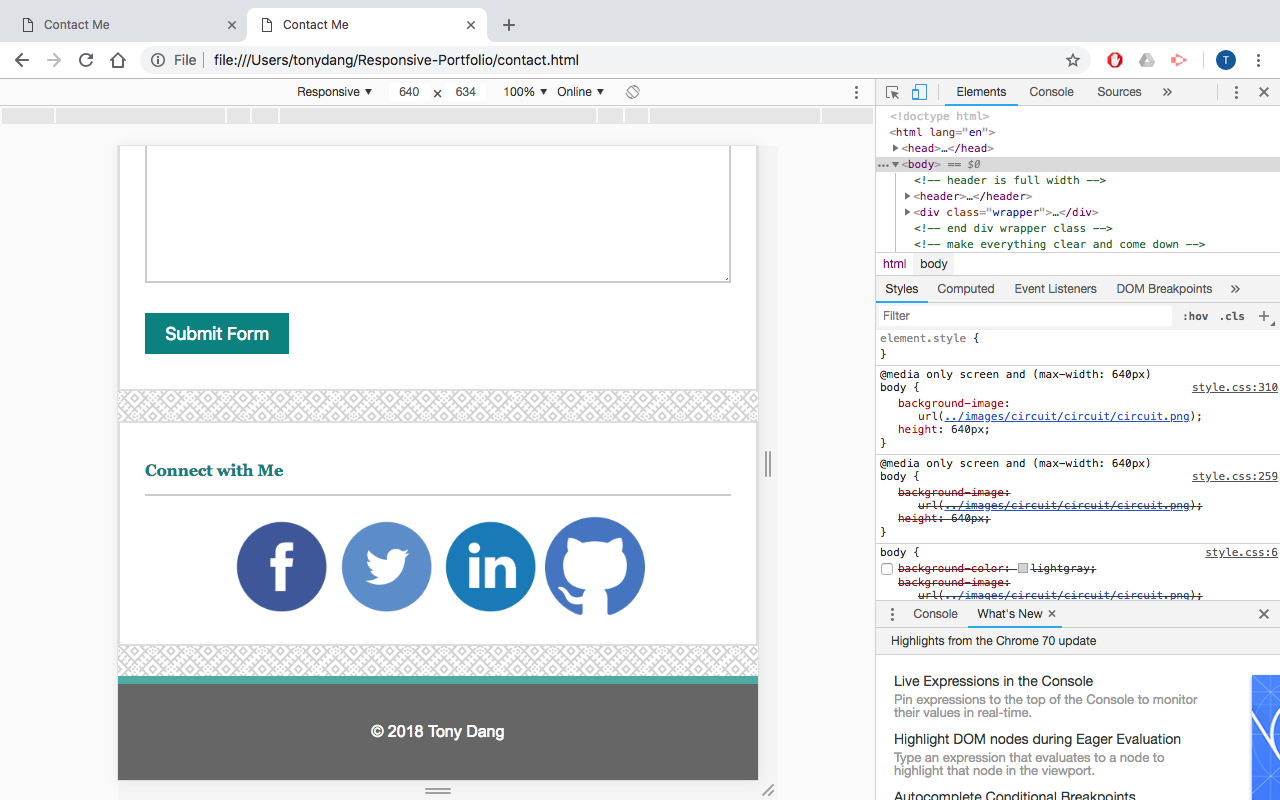 Contact Me
Contact Me
File file:///Users/tonydang/Responsive-Portfolio/contact.html
T
Responsive 640 × 634 100% Online
Submit Form
Connect with Me
f
in
© 2018 Tony Dang
Elements Console Sources »
<!doctype html>
<html lang="en">
<head>…</head>
<body> == $0
<!-- header is full width -->
<header>…</header>
<div class="wrapper">…</div>
<!-- end div wrapper class -->
<!-- make everything clear and come down -->
html body
Styles Computed Event Listeners DOM Breakpoints »
Filter :hov .cls +
element.style {
}
@media only screen and (max-width: 640px)
body { style.css:310
background-image:
url(../images/circuit/circuit/circuit.png);
height: 640px;
}
@media only screen and (max-width: 640px)
body { style.css:259
background-image:
url(../images/circuit/circuit/circuit.png);
height: 640px;
}
body { style.css:6
background-color: lightgray;
background-image:
url(../images/circuit/circuit/circuit.png);
Console What's New ×
Highlights from the Chrome 70 update
Live Expressions in the Console
Pin expressions to the top of the Console to monitor
their values in real-time.
Highlight DOM nodes during Eager Evaluation
Type an expression that evaluates to a node to
highlight that node in the viewport.
Autocomplete Conditional Breakpoints